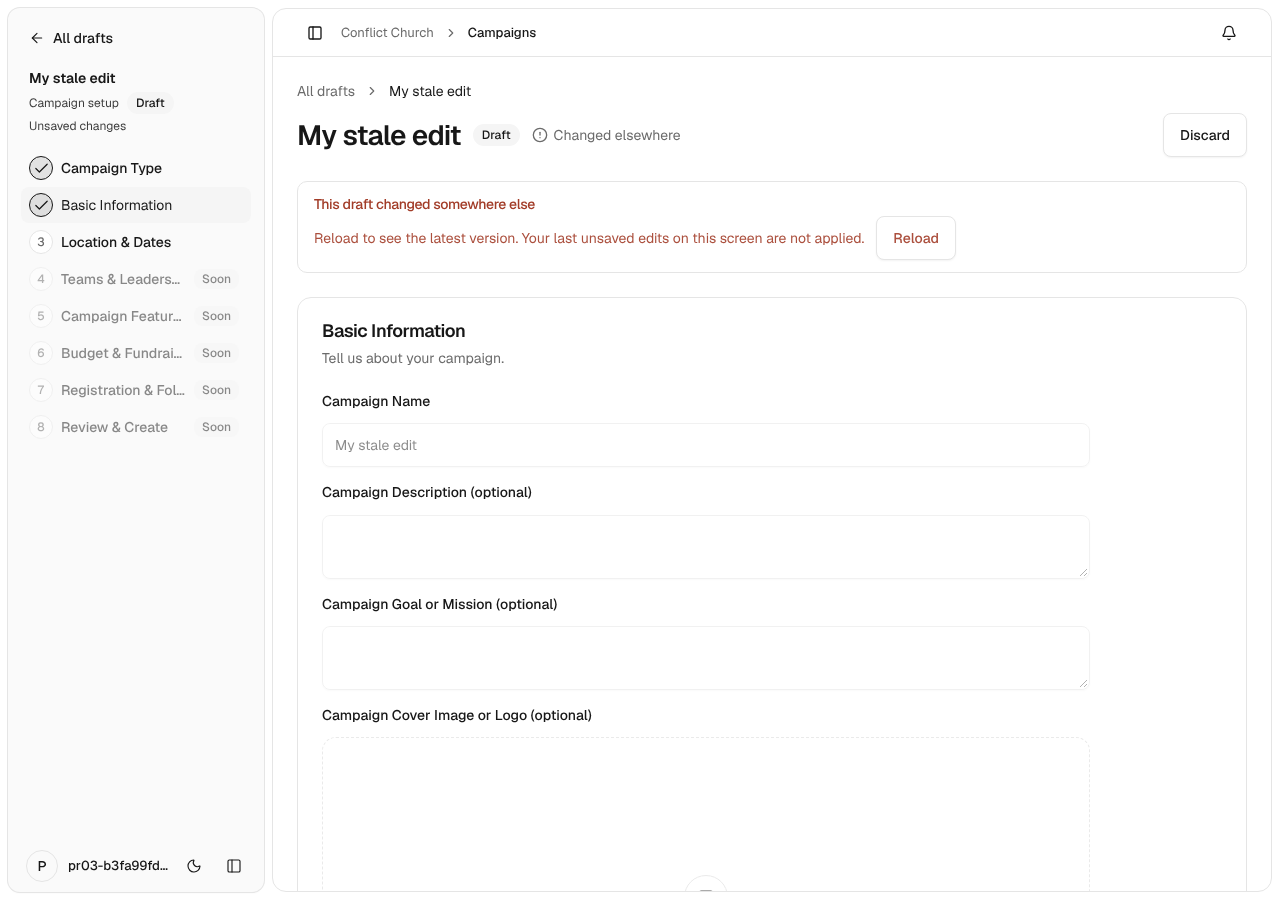 All drafts
My stale edit
Campaign setup Draft
Unsaved changes
Campaign Type
Basic Information
3 Location & Dates
4 Teams & Leaders... Soon
5 Campaign Featur... Soon
6 Budget & Fundrai... Soon
7 Registration & Fol... Soon
8 Review & Create Soon
P pr03-b3fa99fd...
Conflict Church > Campaigns
All drafts > My stale edit
My stale edit Draft Changed elsewhere
Discard
This draft changed somewhere else
Reload to see the latest version. Your last unsaved edits on this screen are not applied. Reload
Basic Information
Tell us about your campaign.
Campaign Name
My stale edit
Campaign Description (optional)
Campaign Goal or Mission (optional)
Campaign Cover Image or Logo (optional)